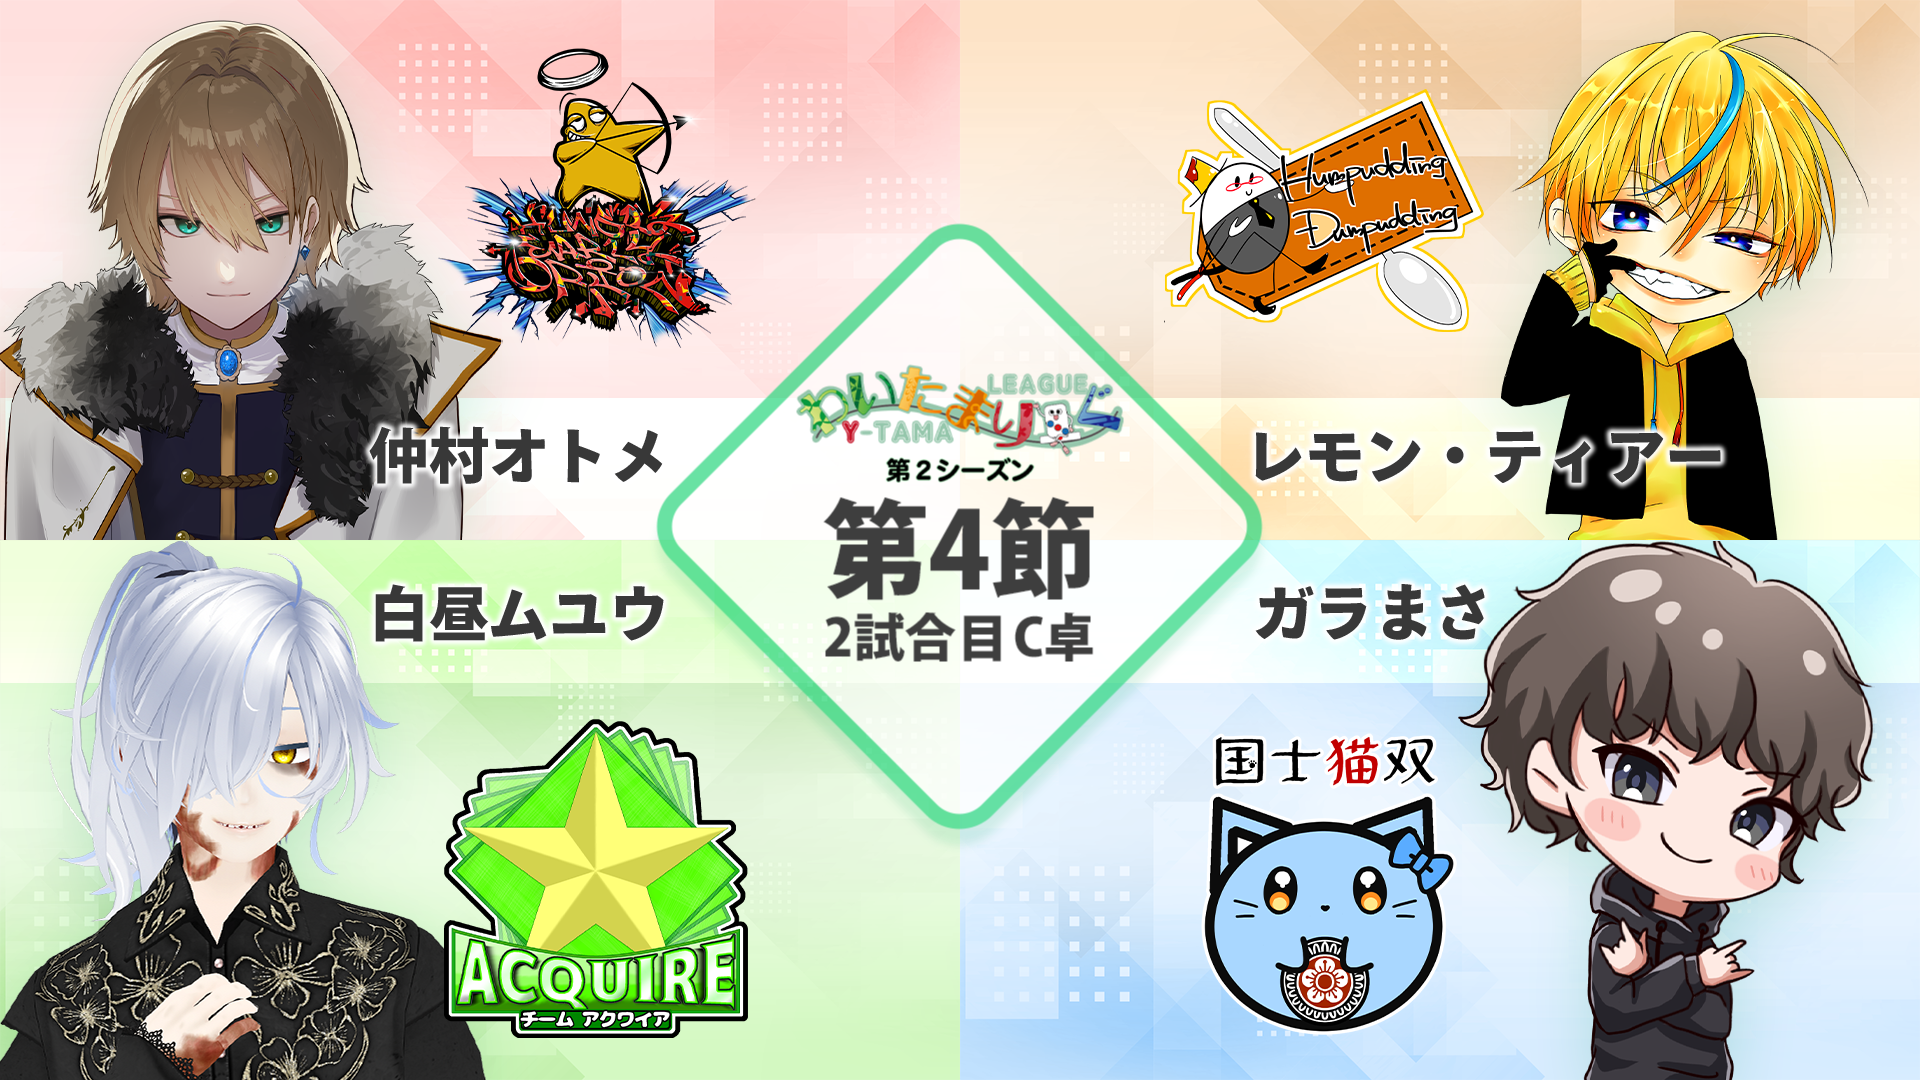 仲村オトメ
Humpudding
Dumpudding
レモン・ティアー
わいたまりーぐ
LEAGUE
Y-TAMA
第2シーズン
第4節
2試合目 C卓
白昼ムユウ
ACQUIRE
チーム アクワイア
ガラまさ
国士猫双